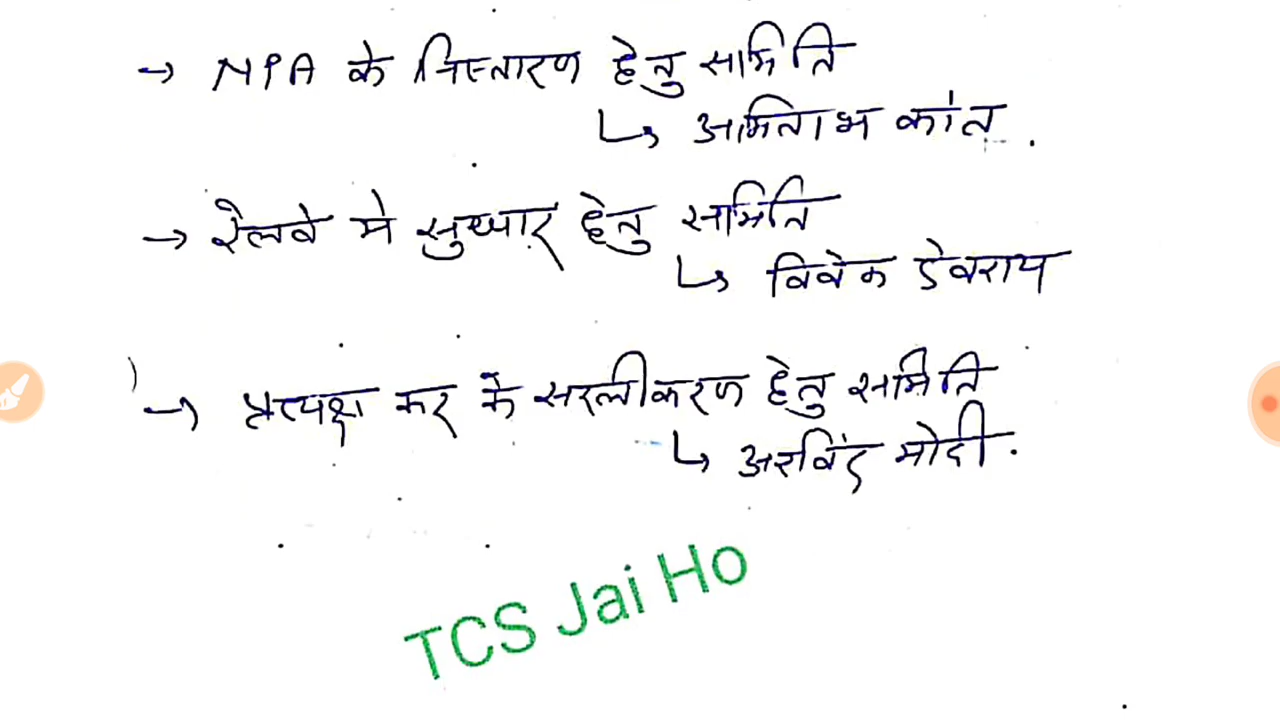 → NPA के निस्तारण हेतु समिति
↳ अमिताभ कांत.
→ रेलवे मे सुधार हेतु समिति
↳ विवेक डेवराय
→ प्रत्यक्ष कर के सरलीकरण हेतु समिति
↳ अरविंद मोदी.
TCS Jai Ho